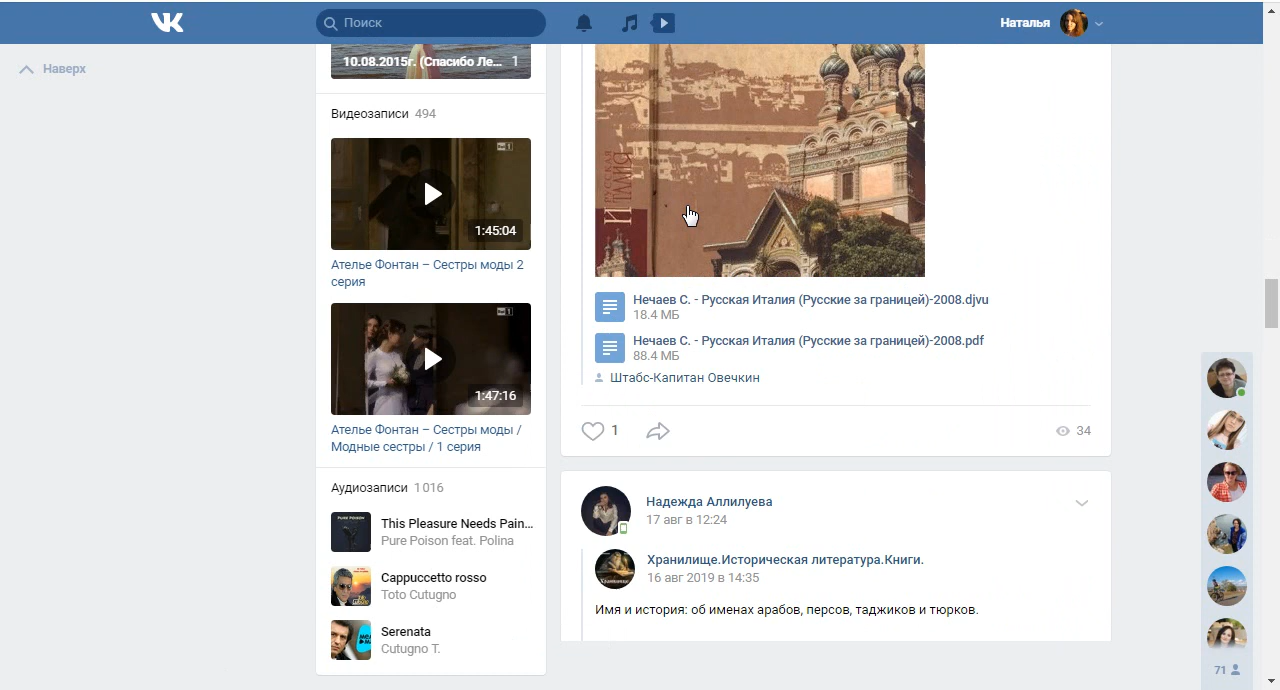 Поиск
Наталья
Наверх
10.08.2015г. (Спасибо Ле... 1
Видеозаписи 494
1:45:04
Ателье Фонтан – Сестры моды 2
серия
1:47:16
Ателье Фонтан – Сестры моды /
Модные сестры / 1 серия
Аудиозаписи 1 016
This Pleasure Needs Pain...
Pure Poison feat. Polina
Cappuccetto rosso
Toto Cutugno
Serenata
Cutugno T.
РУССКАЯ
ИТАЛИЯ
Нечаев С. - Русская Италия (Русские за границей)-2008.djvu
18.4 МБ
Нечаев С. - Русская Италия (Русские за границей)-2008.pdf
88.4 МБ
Штабс-Капитан Овечкин
1
34
Надежда Аллилуева
17 авг в 12:24
Хранилище.Историческая литература.Книги.
16 авг 2019 в 14:35
Имя и история: об именах арабов, персов, таджиков и тюрков.
71